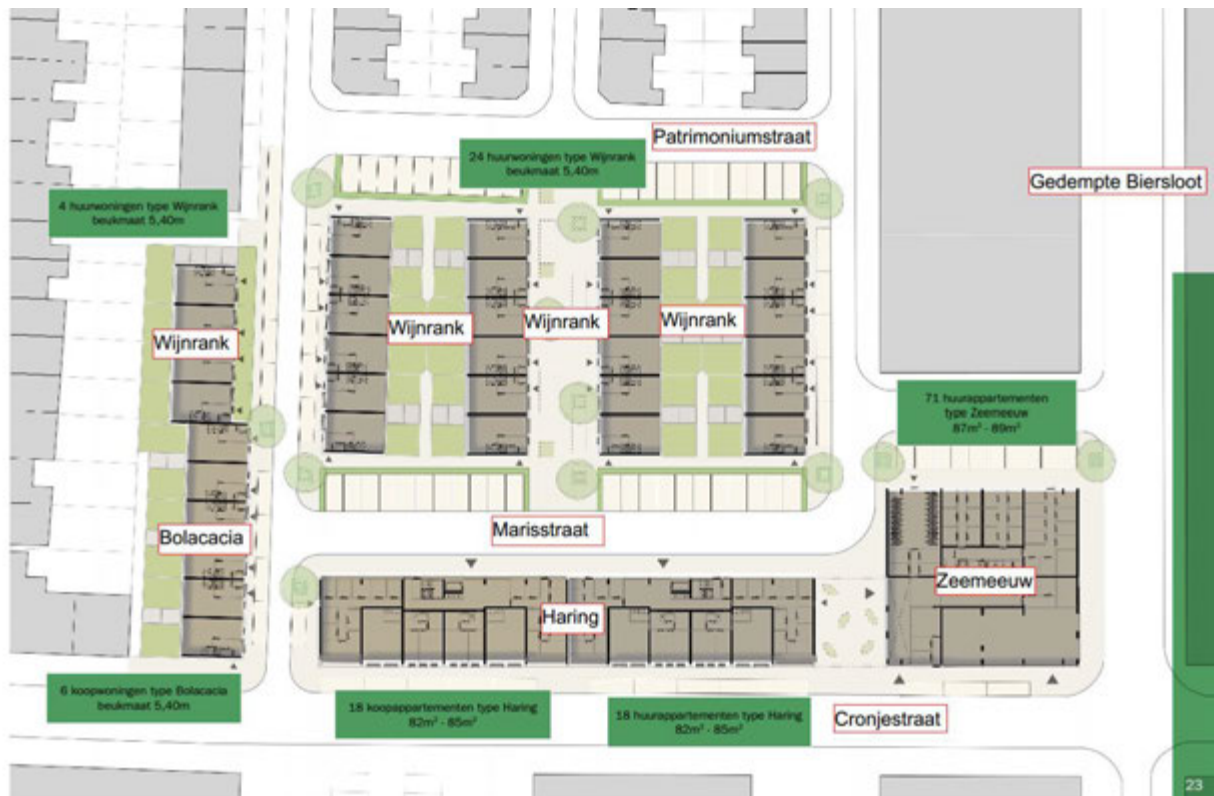 Patrimoniumstraat
24 huurwoningen type Wijnrank
beukmaat 5,40m
Gedempte Biersloot
4 huurwoningen type Wijnrank
beukmaat 5,40m
Wijnrank
Wijnrank
Wijnrank
Wijnrank
71 huurappartementen
type Zeemeeuw
87m² - 89m²
Bolacacia
Marisstraat
Zeemeeuw
Haring
6 koopwoningen type Bolacacia
beukmaat 5,40m
18 koopappartementen type Haring
82m² - 85m²
18 huurappartementen type Haring
82m² - 85m²
Cronjestraat
23